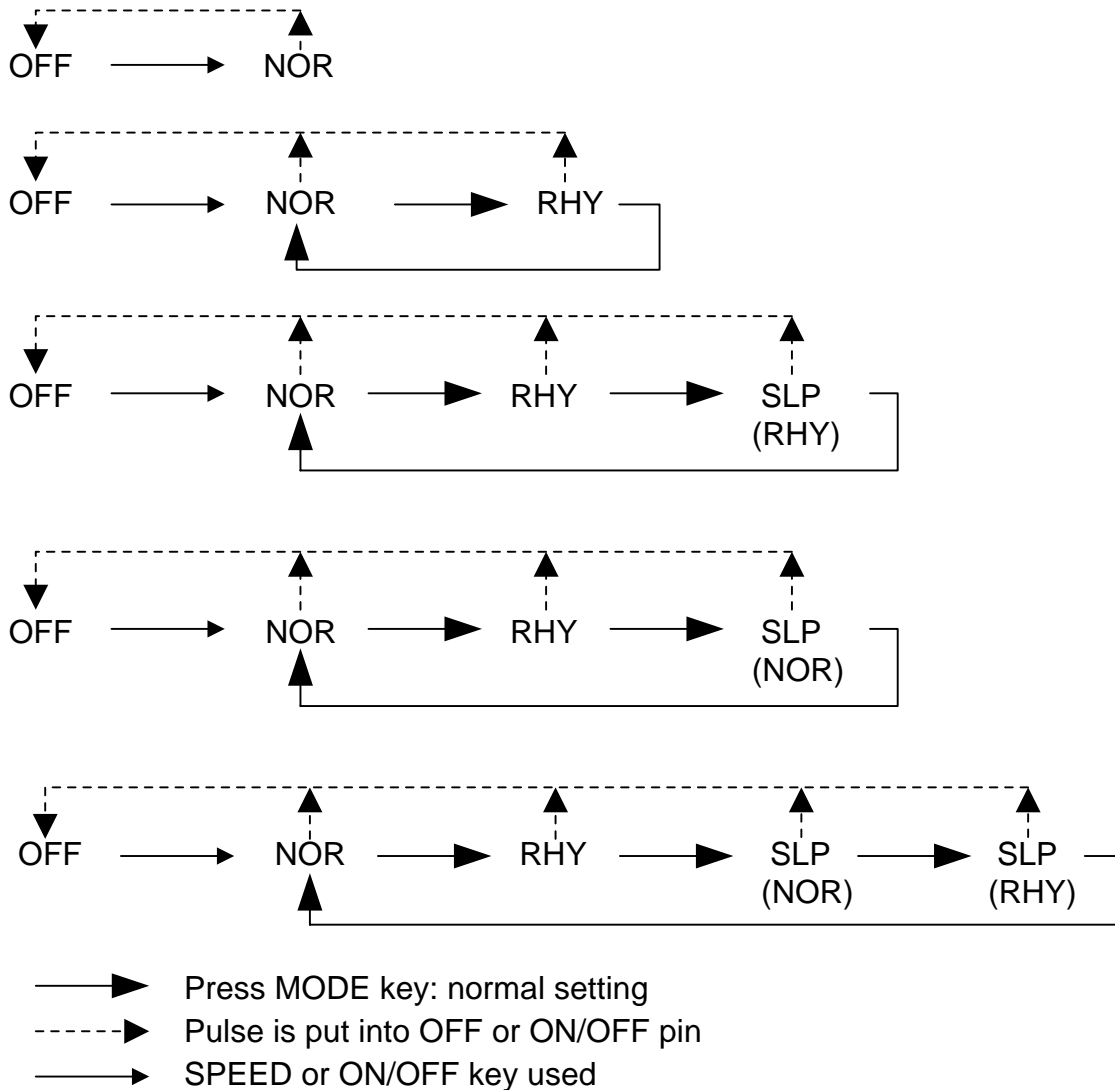 OFF NOR
OFF NOR RHY
OFF NOR RHY SLP
(RHY)
OFF NOR RHY SLP
(NOR)
OFF NOR RHY SLP SLP
(NOR) (RHY)
Press MODE key: normal setting
Pulse is put into OFF or ON/OFF pin
SPEED or ON/OFF key used